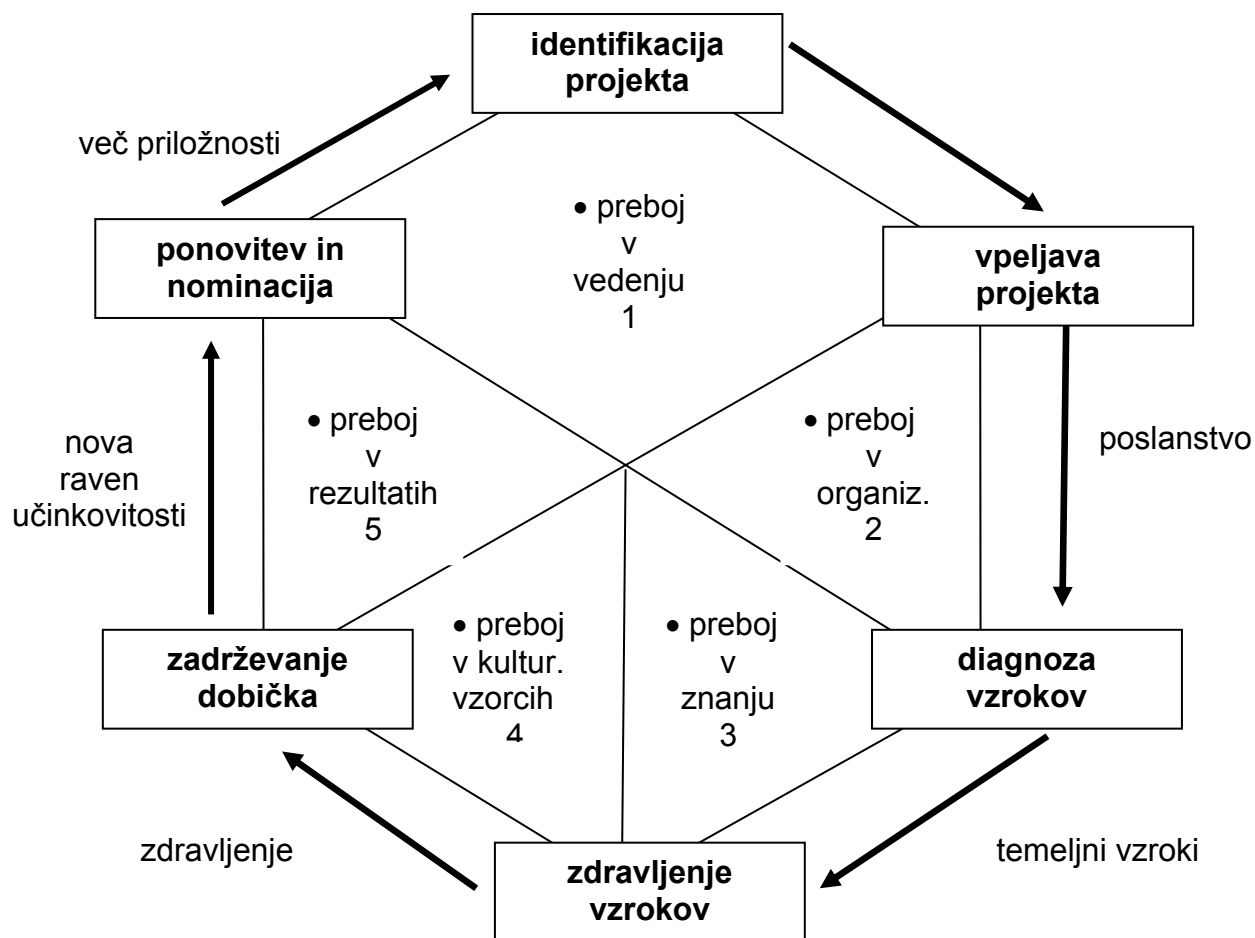 identifikacija
projekta
več priložnosti
• preboj
v
vedenju
1
ponovitev in
nominacija
vpeljava
projekta
• preboj
v
rezultatih
5
• preboj
v
organiz.
2
nova
raven
učinkovitosti
poslanstvo
• preboj
v kultur.
vzorcih
4
• preboj
v
znanju
3
zadrževanje
dobička
diagnoza
vzrokov
zdravljenje
zdravljenje
vzrokov
temeljni vzroki